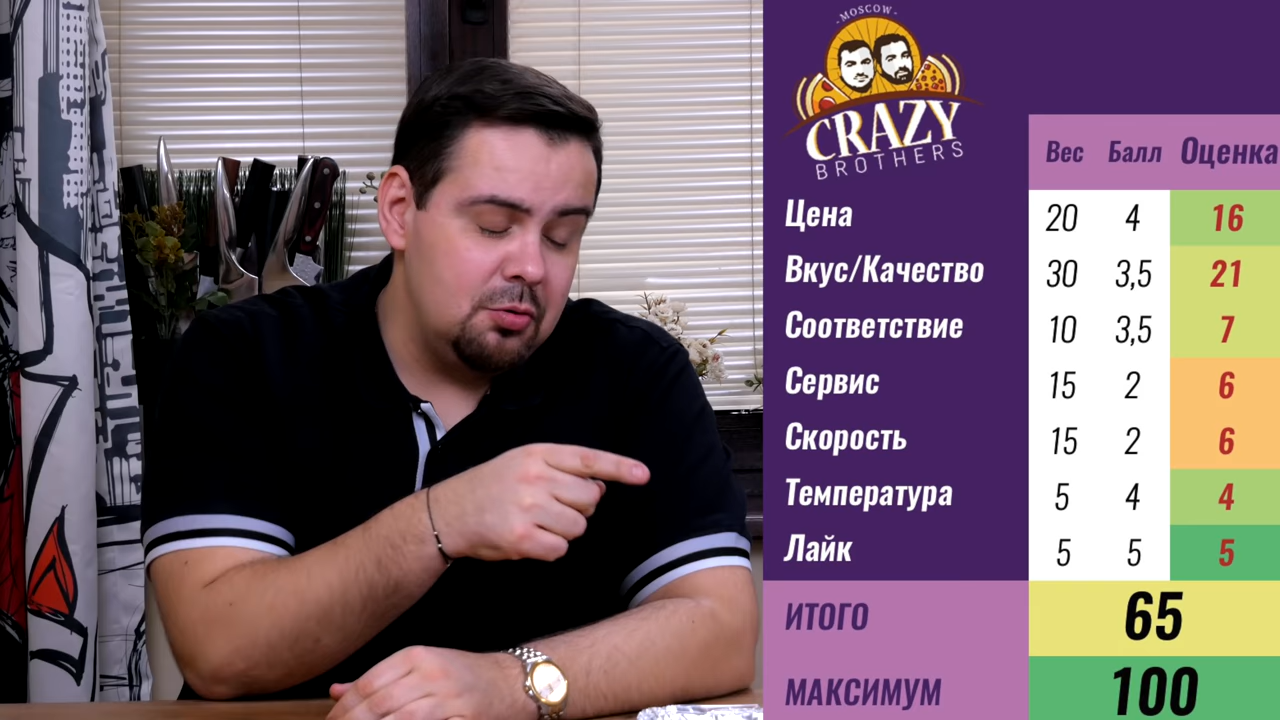 - MOSCOW -
CRAZY
BROTHERS
Вес Балл Оценка
Цена 20 4 16
Вкус/Качество 30 3,5 21
Соответствие 10 3,5 7
Сервис 15 2 6
Скорость 15 2 6
Температура 5 4 4
Лайк 5 5 5
ИТОГО 65
МАКСИМУМ 100